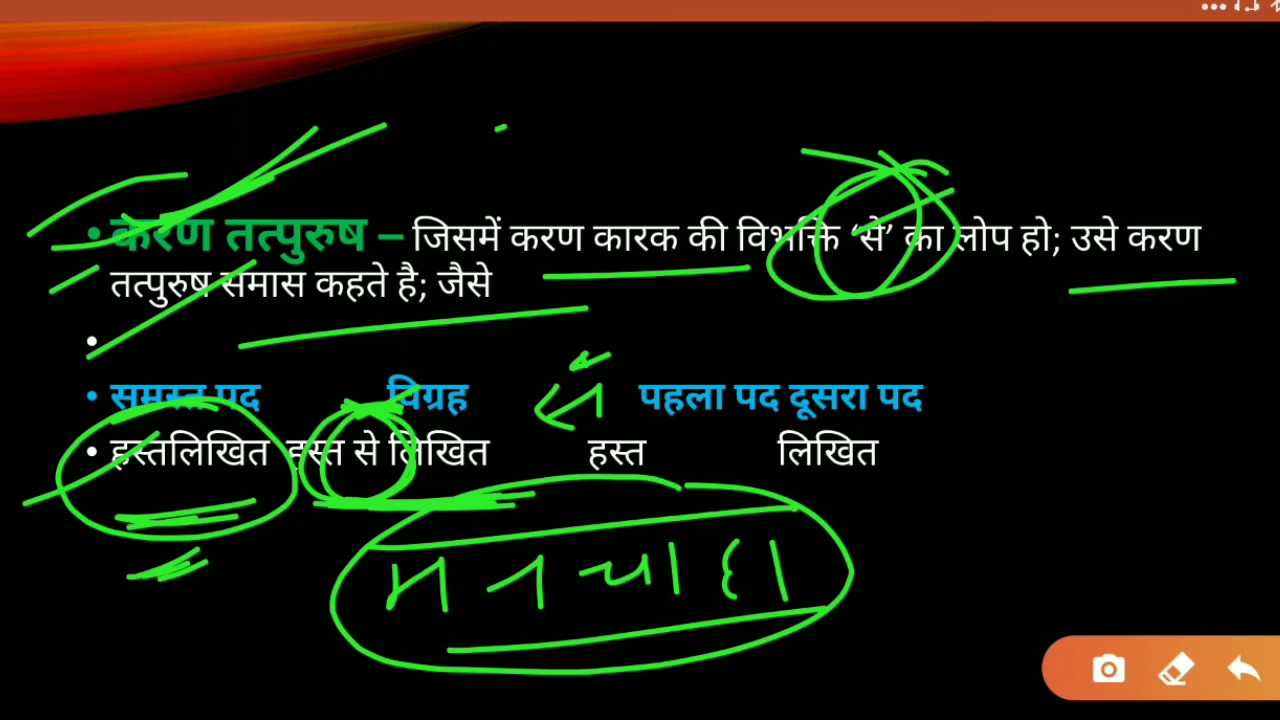 • करण तत्पुरुष – जिसमें करण कारक की विभक्ति ‘से’ का लोप हो; उसे करण
तत्पुरुष समास कहते है; जैसे
•
• समस्त पद विग्रह पहला पद दूसरा पद
• हस्तलिखित हस्त से लिखित हस्त लिखित
मनचाहा